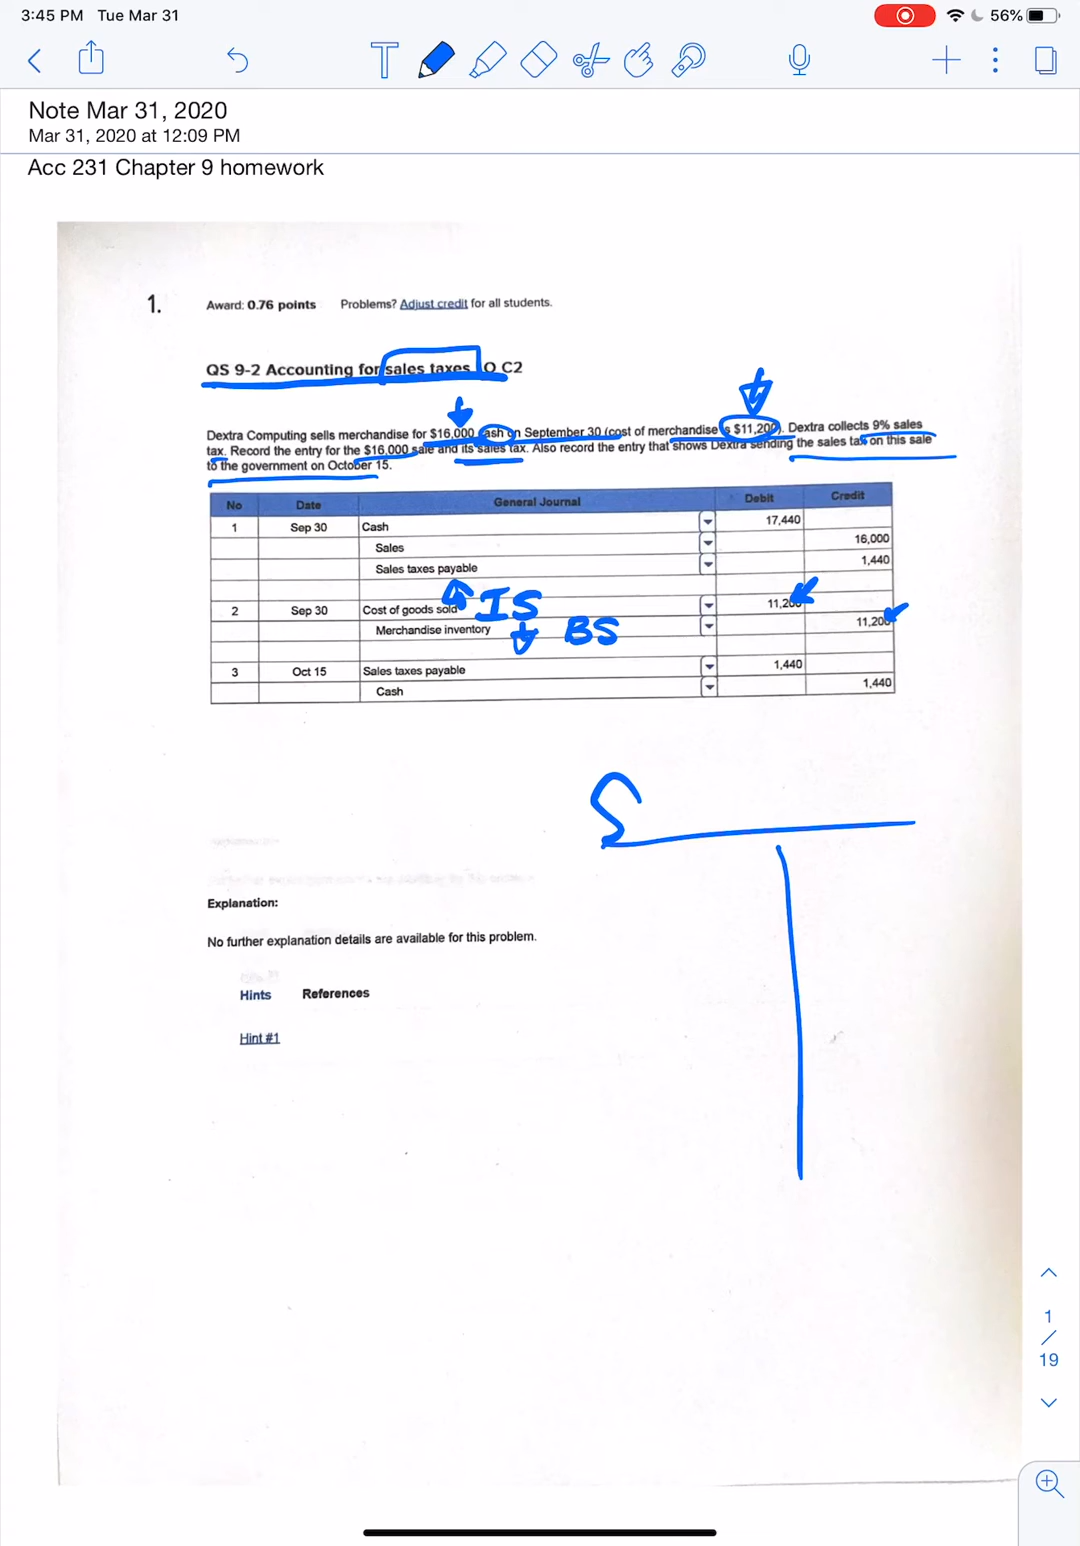 3:45 PM Tue Mar 31
56%
Note Mar 31, 2020
Mar 31, 2020 at 12:09 PM
Acc 231 Chapter 9 homework
1. Award: 0.76 points Problems? Adjust credit for all students.
QS 9-2 Accounting for sales taxes LO C2
Dextra Computing sells merchandise for $16,000 cash on September 30 (cost of merchandise is $11,200). Dextra collects 9% sales
tax. Record the entry for the $16,000 sale and its sales tax. Also record the entry that shows Dextra sending the sales tax on this sale
to the government on October 15.
No Date General Journal Debit Credit
1 Sep 30 Cash 17,440
Sales 16,000
Sales taxes payable 1,440
IS
2 Sep 30 Cost of goods sold 11,200
Merchandise inventory 11,200
BS
3 Oct 15 Sales taxes payable 1,440
Cash 1,440
S
Explanation:
No further explanation details are available for this problem.
Hints References
Hint #1
1
/
19